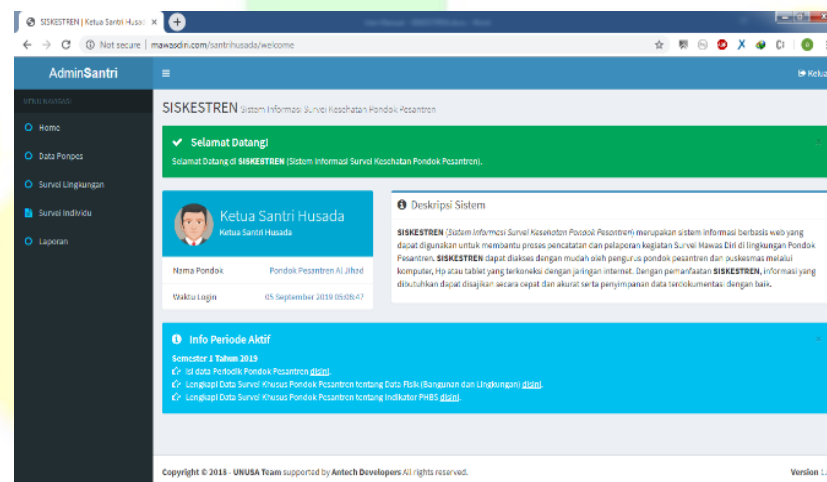 SISKESTREN | Ketua Santri Husad
Not secure | mawasdiri.com/santrihusada/welcome
AdminSantri
Kelua
MENU NAVIGASI
SISKESTREN Sistem Informasi Survei Kesehatan Pondok Pesantren
Home
Data Ponpes
Survei Lingkungan
Survei Individu
Laporan
Selamat Datang!
Selamat Datang di SISKESTREN (Sistem Informasi Survei Kesehatan Pondok Pesantren).
Ketua Santri Husada
Ketua Santri Husada
Nama Pondok Pondok Pesantren Al Jihad
Waktu Login 05 September 2019 05:08:47
Deskripsi Sistem
SISKESTREN (Sistem Informasi Survei Kesehatan Pondok Pesantren) merupakan sistem informasi berbasis web yang
dapat digunakan untuk membantu proses pencatatan dan pelaporan kegiatan Survei Mawas Diri di lingkungan Pondok
Pesantren. SISKESTREN dapat diakses dengan mudah oleh pengurus pondok pesantren dan puskesmas melalui
komputer, Hp atau tablet yang terkoneksi dengan jaringan internet. Dengan pemanfaatan SISKESTREN, informasi yang
dibutuhkan dapat disajikan secara cepat dan akurat serta penyimpanan data terdokumentasi dengan baik.
Info Periode Aktif
Semester 1 Tahun 2019
Isi data Periodik Pondok Pesantren disini.
Lengkapi Data Survei Khusus Pondok Pesantren tentang Data Fisik (Bangunan dan Lingkungan) disini.
Lengkapi Data Survei Khusus Pondok Pesantren tentang Indikator PHBS disini.
Copyright © 2018 - UNUSA Team supported by Antech Developers All rights reserved.
Version 1.